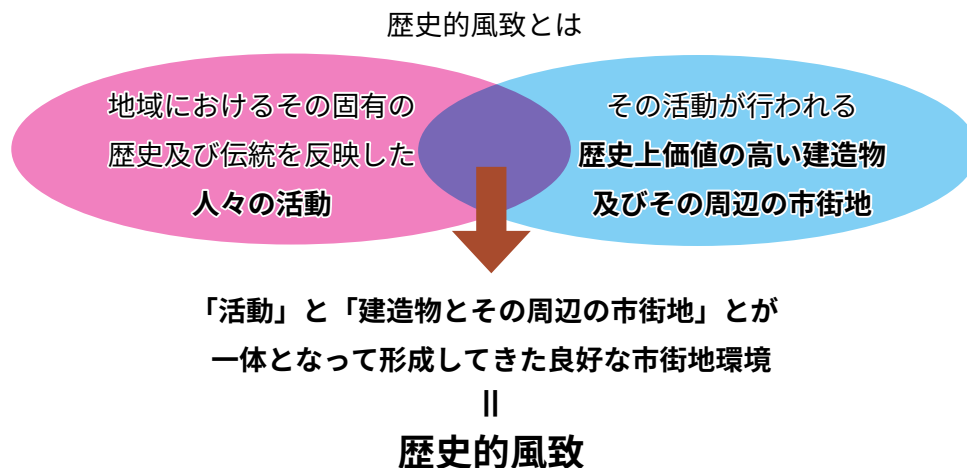 歴史的風致とは
地域におけるその固有の
歴史及び伝統を反映した
人々の活動
その活動が行われる
歴史上価値の高い建造物
及びその周辺の市街地
「活動」と「建造物とその周辺の市街地」とが
一体となって形成してきた良好な市街地環境
＝
歴史的風致